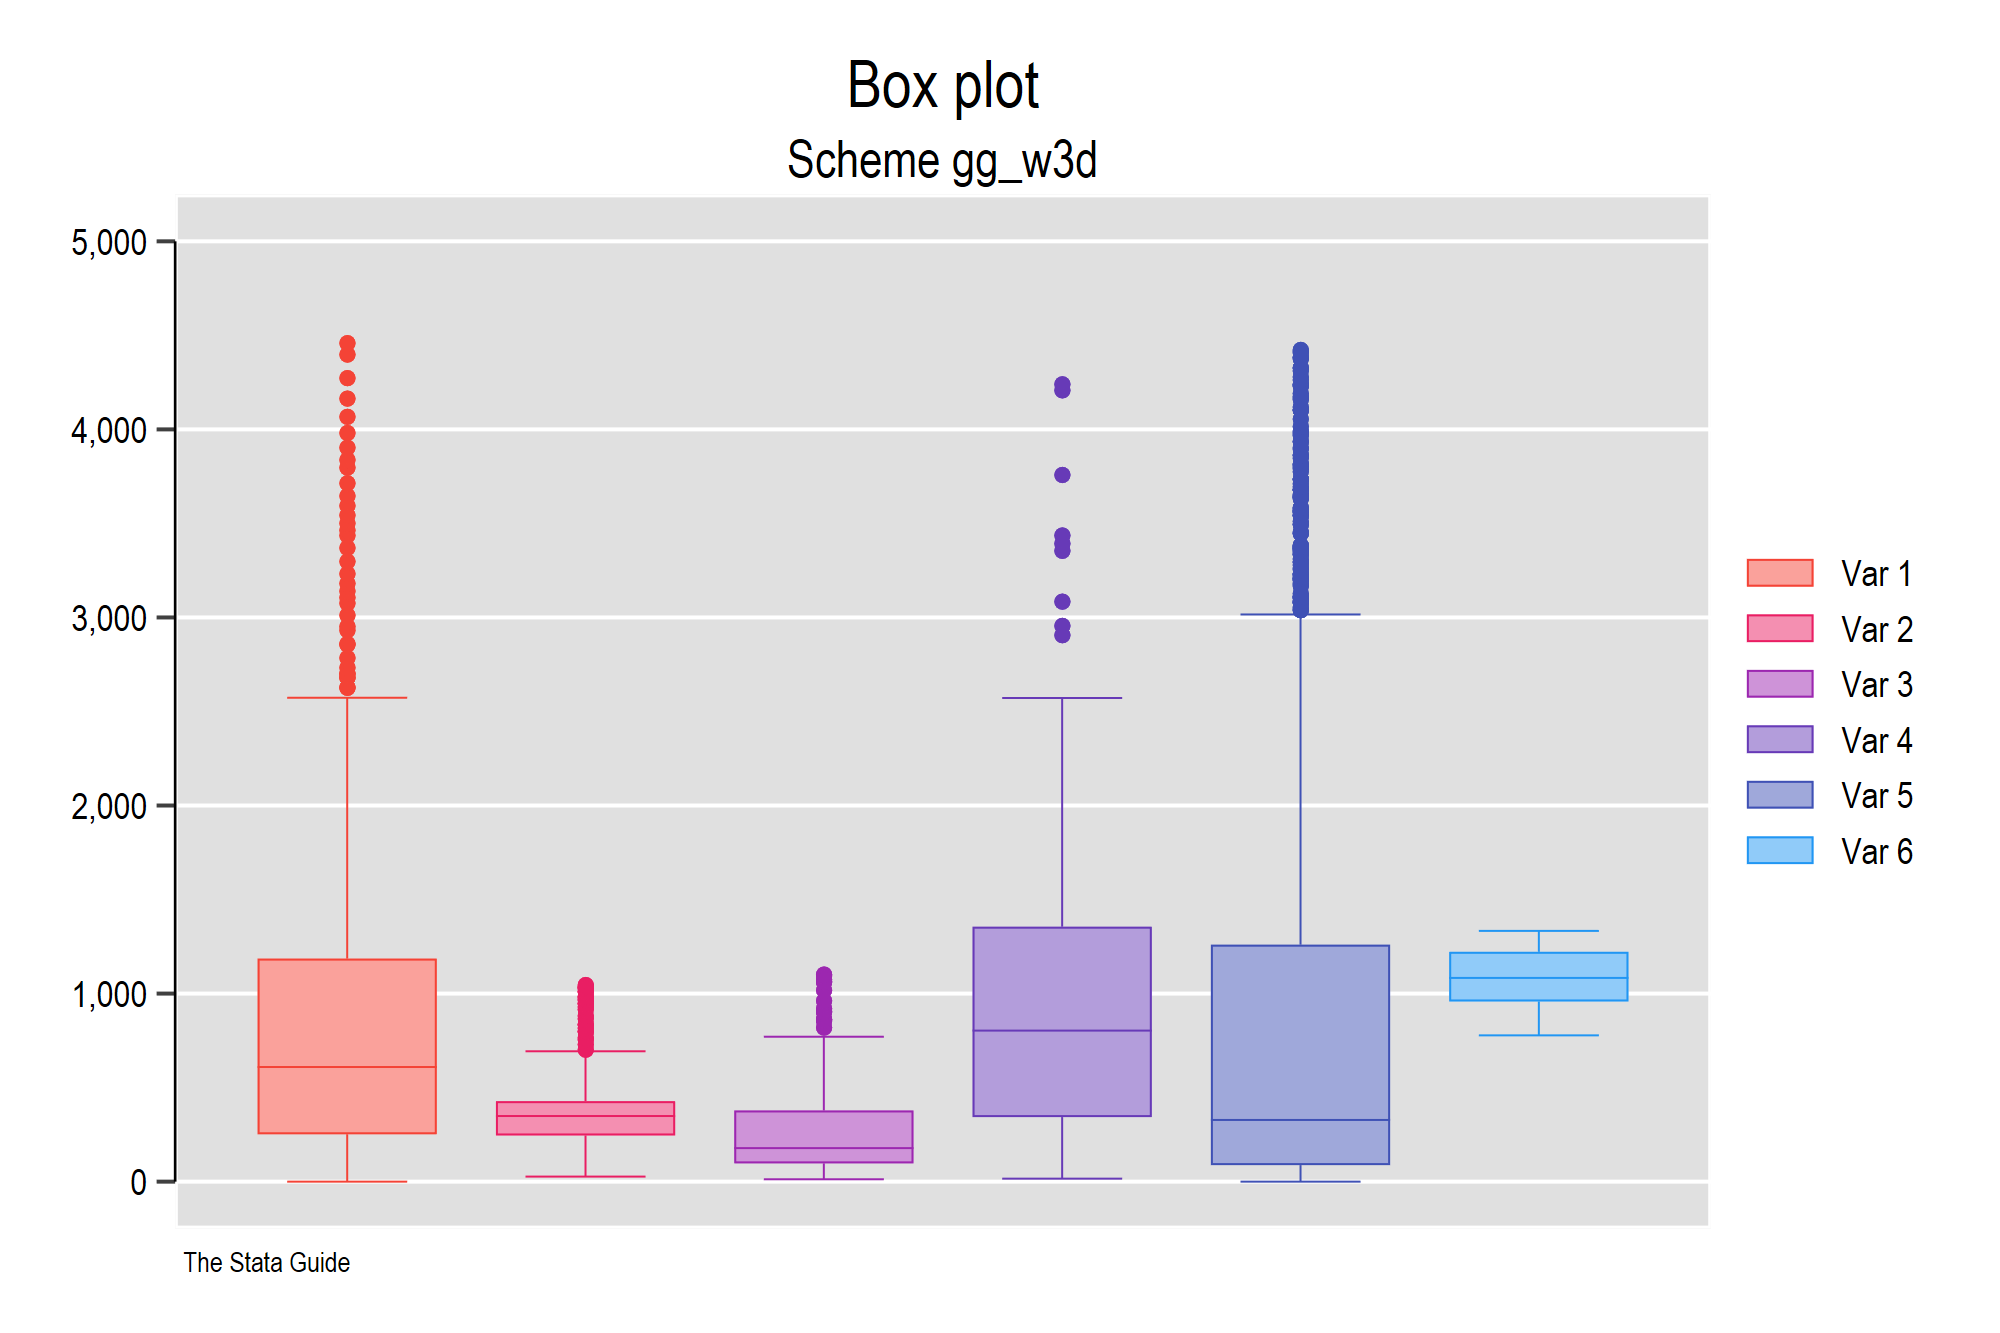 Box plot
Scheme gg_w3d
5,000
4,000
3,000
2,000
1,000
0
Var 1
Var 2
Var 3
Var 4
Var 5
Var 6
The Stata Guide